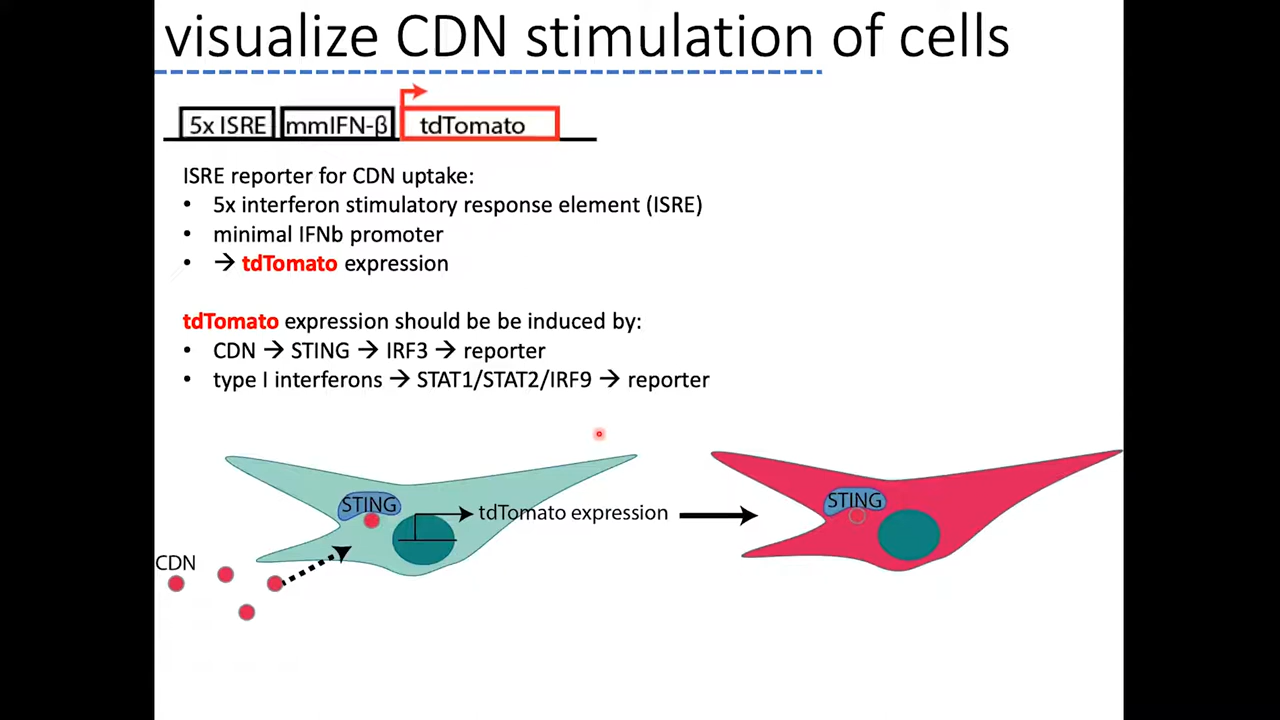 visualize CDN stimulation of cells
5x ISRE mmIFN-β tdTomato
ISRE reporter for CDN uptake:
• 5x interferon stimulatory response element (ISRE)
• minimal IFNb promoter
• → tdTomato expression
tdTomato expression should be be induced by:
• CDN → STING → IRF3 → reporter
• type I interferons → STAT1/STAT2/IRF9 → reporter
STING
tdTomato expression
STING
CDN